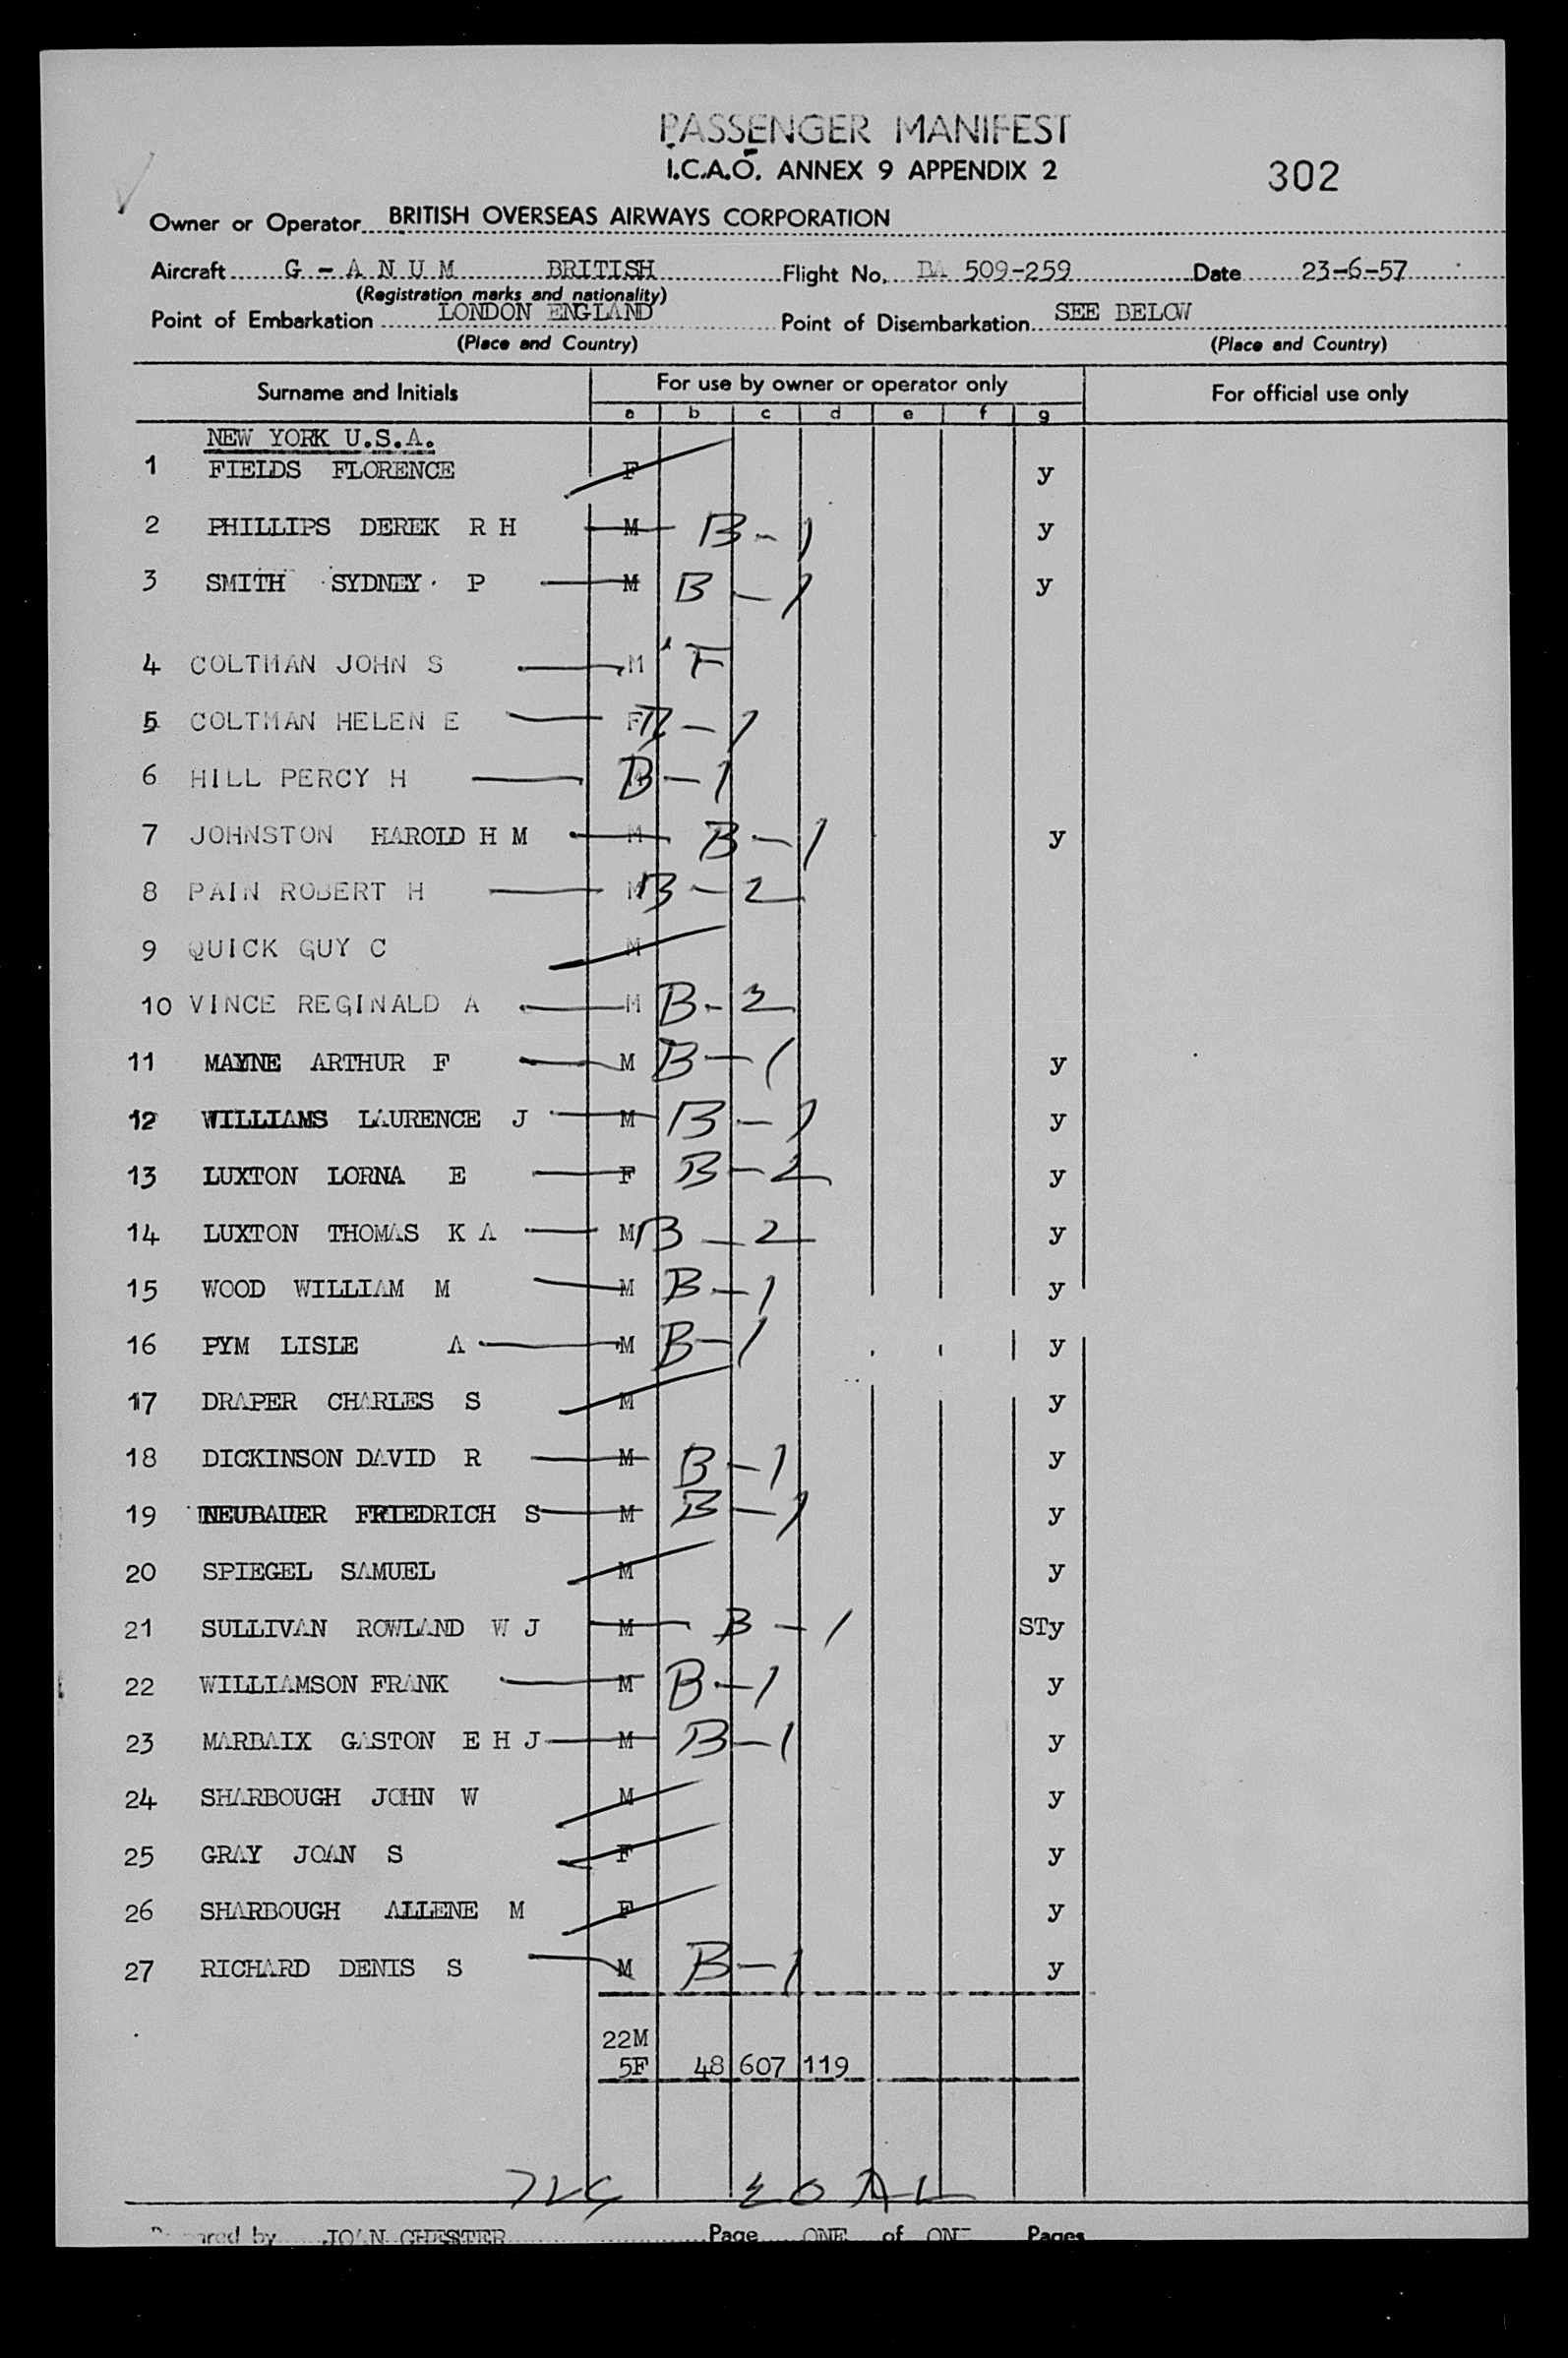 PASSENGER MANIFEST
I.C.A.O. ANNEX 9 APPENDIX 2
302
Owner or Operator BRITISH OVERSEAS AIRWAYS CORPORATION
Aircraft G - A N U M BRITISH Flight No. BA 509-259 Date 23-6-57
(Registration marks and nationality)
Point of Embarkation LONDON ENGLAND Point of Disembarkation SEE BELOW
(Place and Country) (Place and Country)
Surname and Initials For use by owner or operator only For official use only
a b c d e f g
NEW YORK U.S.A.
1 FIELDS FLORENCE F y
2 PHILLIPS DEREK R H M B-1 y
3 SMITH SYDNEY P M B-1 y
4 COLTMAN JOHN S M F
5 COLTMAN HELEN E F B-1
6 HILL PERCY H B-1
7 JOHNSTON HAROLD H M M B-1 y
8 PAIN ROBERT H M B-2
9 QUICK GUY C M
10 VINCE REGINALD A M B-2
11 MAYNE ARTHUR F M B-1 y
12 WILLIAMS LAURENCE J M B-1 y
13 LUXTON LORNA E F B-2 y
14 LUXTON THOMAS K A M B-2 y
15 WOOD WILLIAM M M B-1 y
16 PYM LISLE A M B-1 y
17 DRAPER CHARLES S M y
18 DICKINSON DAVID R M B-1 y
19 NEUBAUER FRIEDRICH S M B-1 y
20 SPIEGEL SAMUEL M y
21 SULLIVAN ROWLAND W J M B-1 STy
22 WILLIAMSON FRANK M B-1 y
23 MARBAIX GASTON E H J M B-1 y
24 SHARBOUGH JOHN W M y
25 GRAY JOAN S F y
26 SHARBOUGH ALLENE M F y
27 RICHARD DENIS S M B-1 y
22M
5F 48 607 119
Prepared by JOAN CHESTER Page ONE of ONE Pages